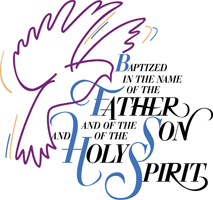 BAPTIZED
IN THE NAME
OF THE
FATHER
AND OF THE SON
AND OF THE
HOLY
SPIRIT